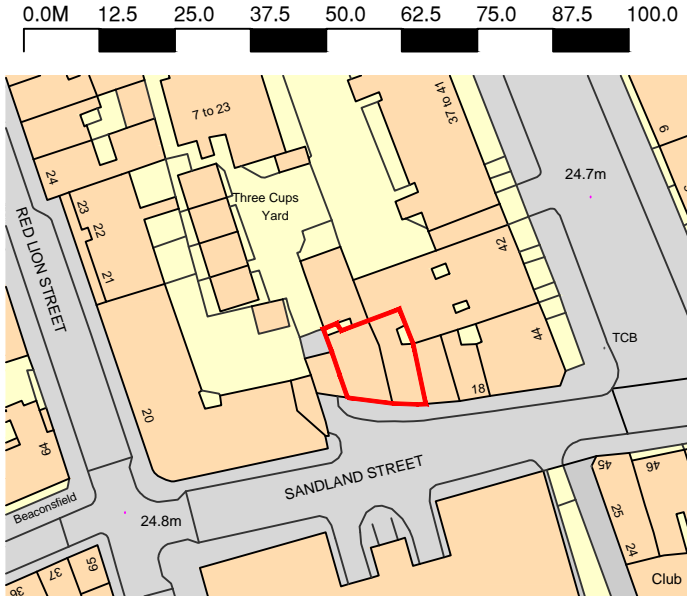 0.0M 12.5 25.0 37.5 50.0 62.5 75.0 87.5 100.0
7 to 23
37 to 41
24
23
22
21
Three Cups
Yard
24.7m
RED LION STREET
42
44
TCB
18
20
64
SANDLAND STREET
Beaconsfield
24.8m
45
46
25
24
37
65
38
Club
9